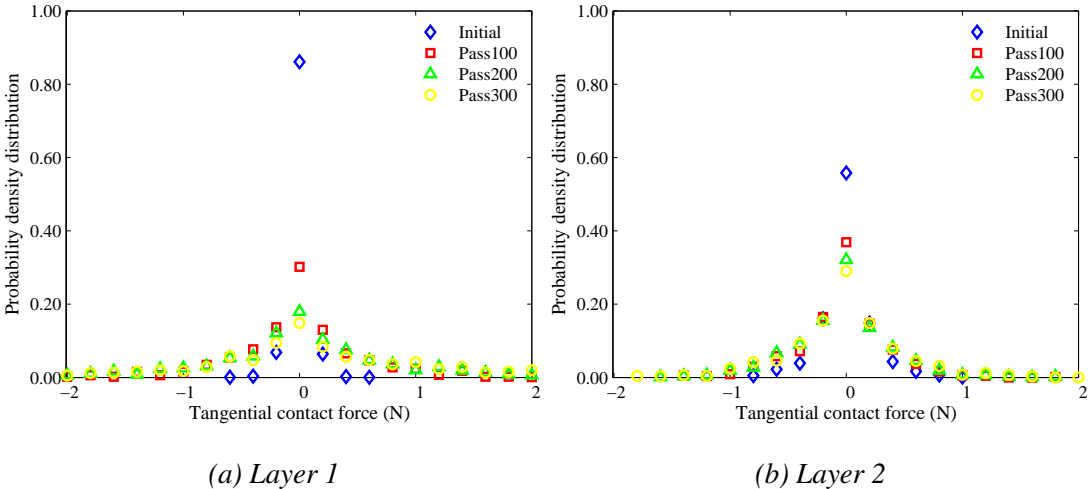 1.00
0.80
0.60
0.40
0.20
0.00
Probability density distribution
−2
−1
0
1
2
Tangential contact force (N)
Initial
Pass100
Pass200
Pass300
(a) Layer 1
1.00
0.80
0.60
0.40
0.20
0.00
Probability density distribution
−2
−1
0
1
2
Tangential contact force (N)
Initial
Pass100
Pass200
Pass300
(b) Layer 2